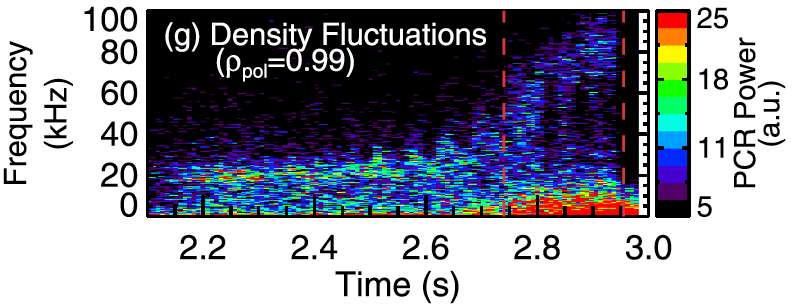 100
80
60
40
20
0
Frequency
(kHz)
(g) Density Fluctuations
(ρpol=0.99)
2.2
2.4
2.6
2.8
3.0
Time (s)
25
18
11
5
PCR Power
(a.u.)